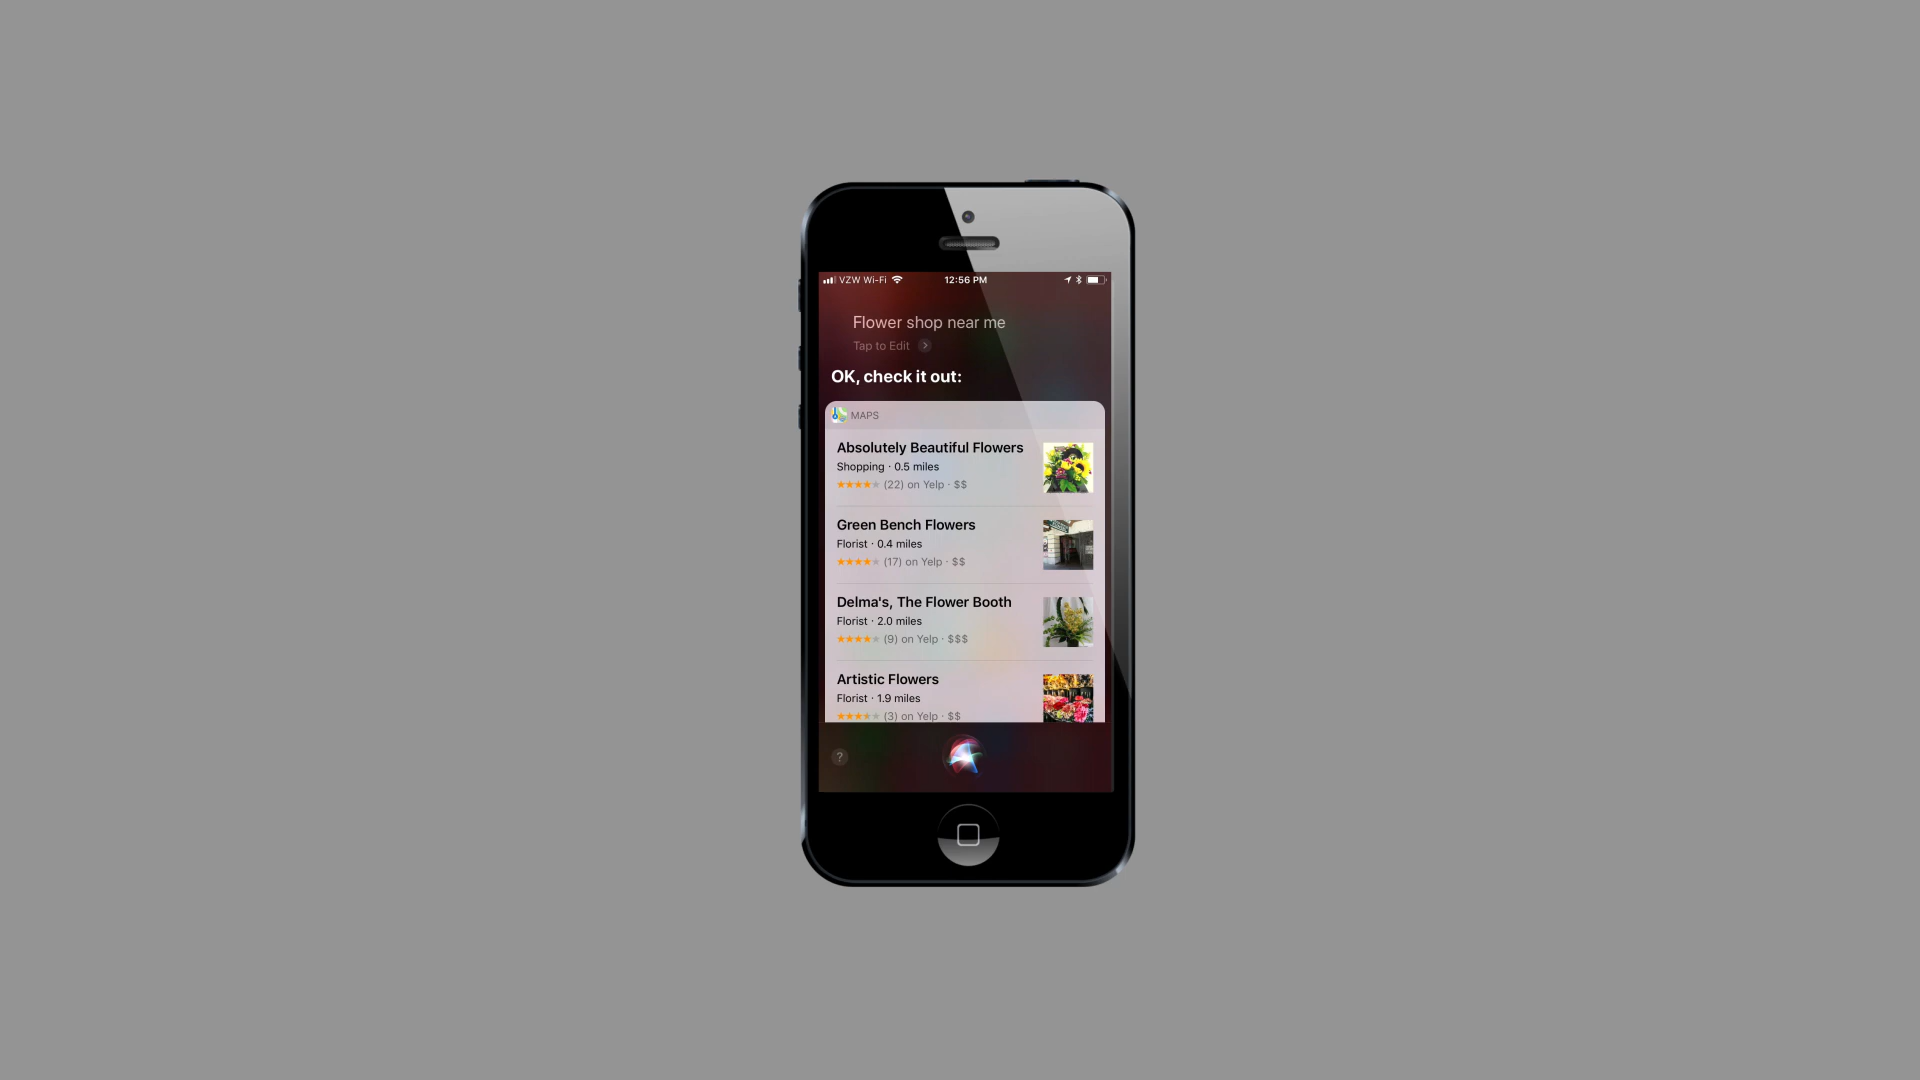 VZW Wi-Fi 12:56 PM
Flower shop near me
Tap to Edit
OK, check it out:
MAPS
Absolutely Beautiful Flowers
Shopping · 0.5 miles
★★★★★ (22) on Yelp · $$
Green Bench Flowers
Florist · 0.4 miles
★★★★★ (17) on Yelp · $$
Delma's, The Flower Booth
Florist · 2.0 miles
★★★★★ (9) on Yelp · $$$
Artistic Flowers
Florist · 1.9 miles
★★★★★ (3) on Yelp · $$
?